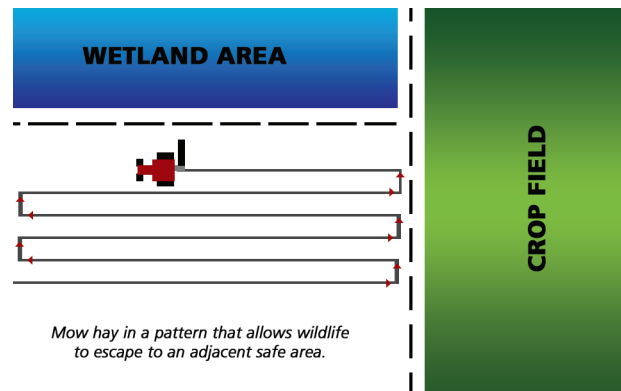 WETLAND AREA
CROP FIELD
Mow hay in a pattern that allows wildlife
to escape to an adjacent safe area.